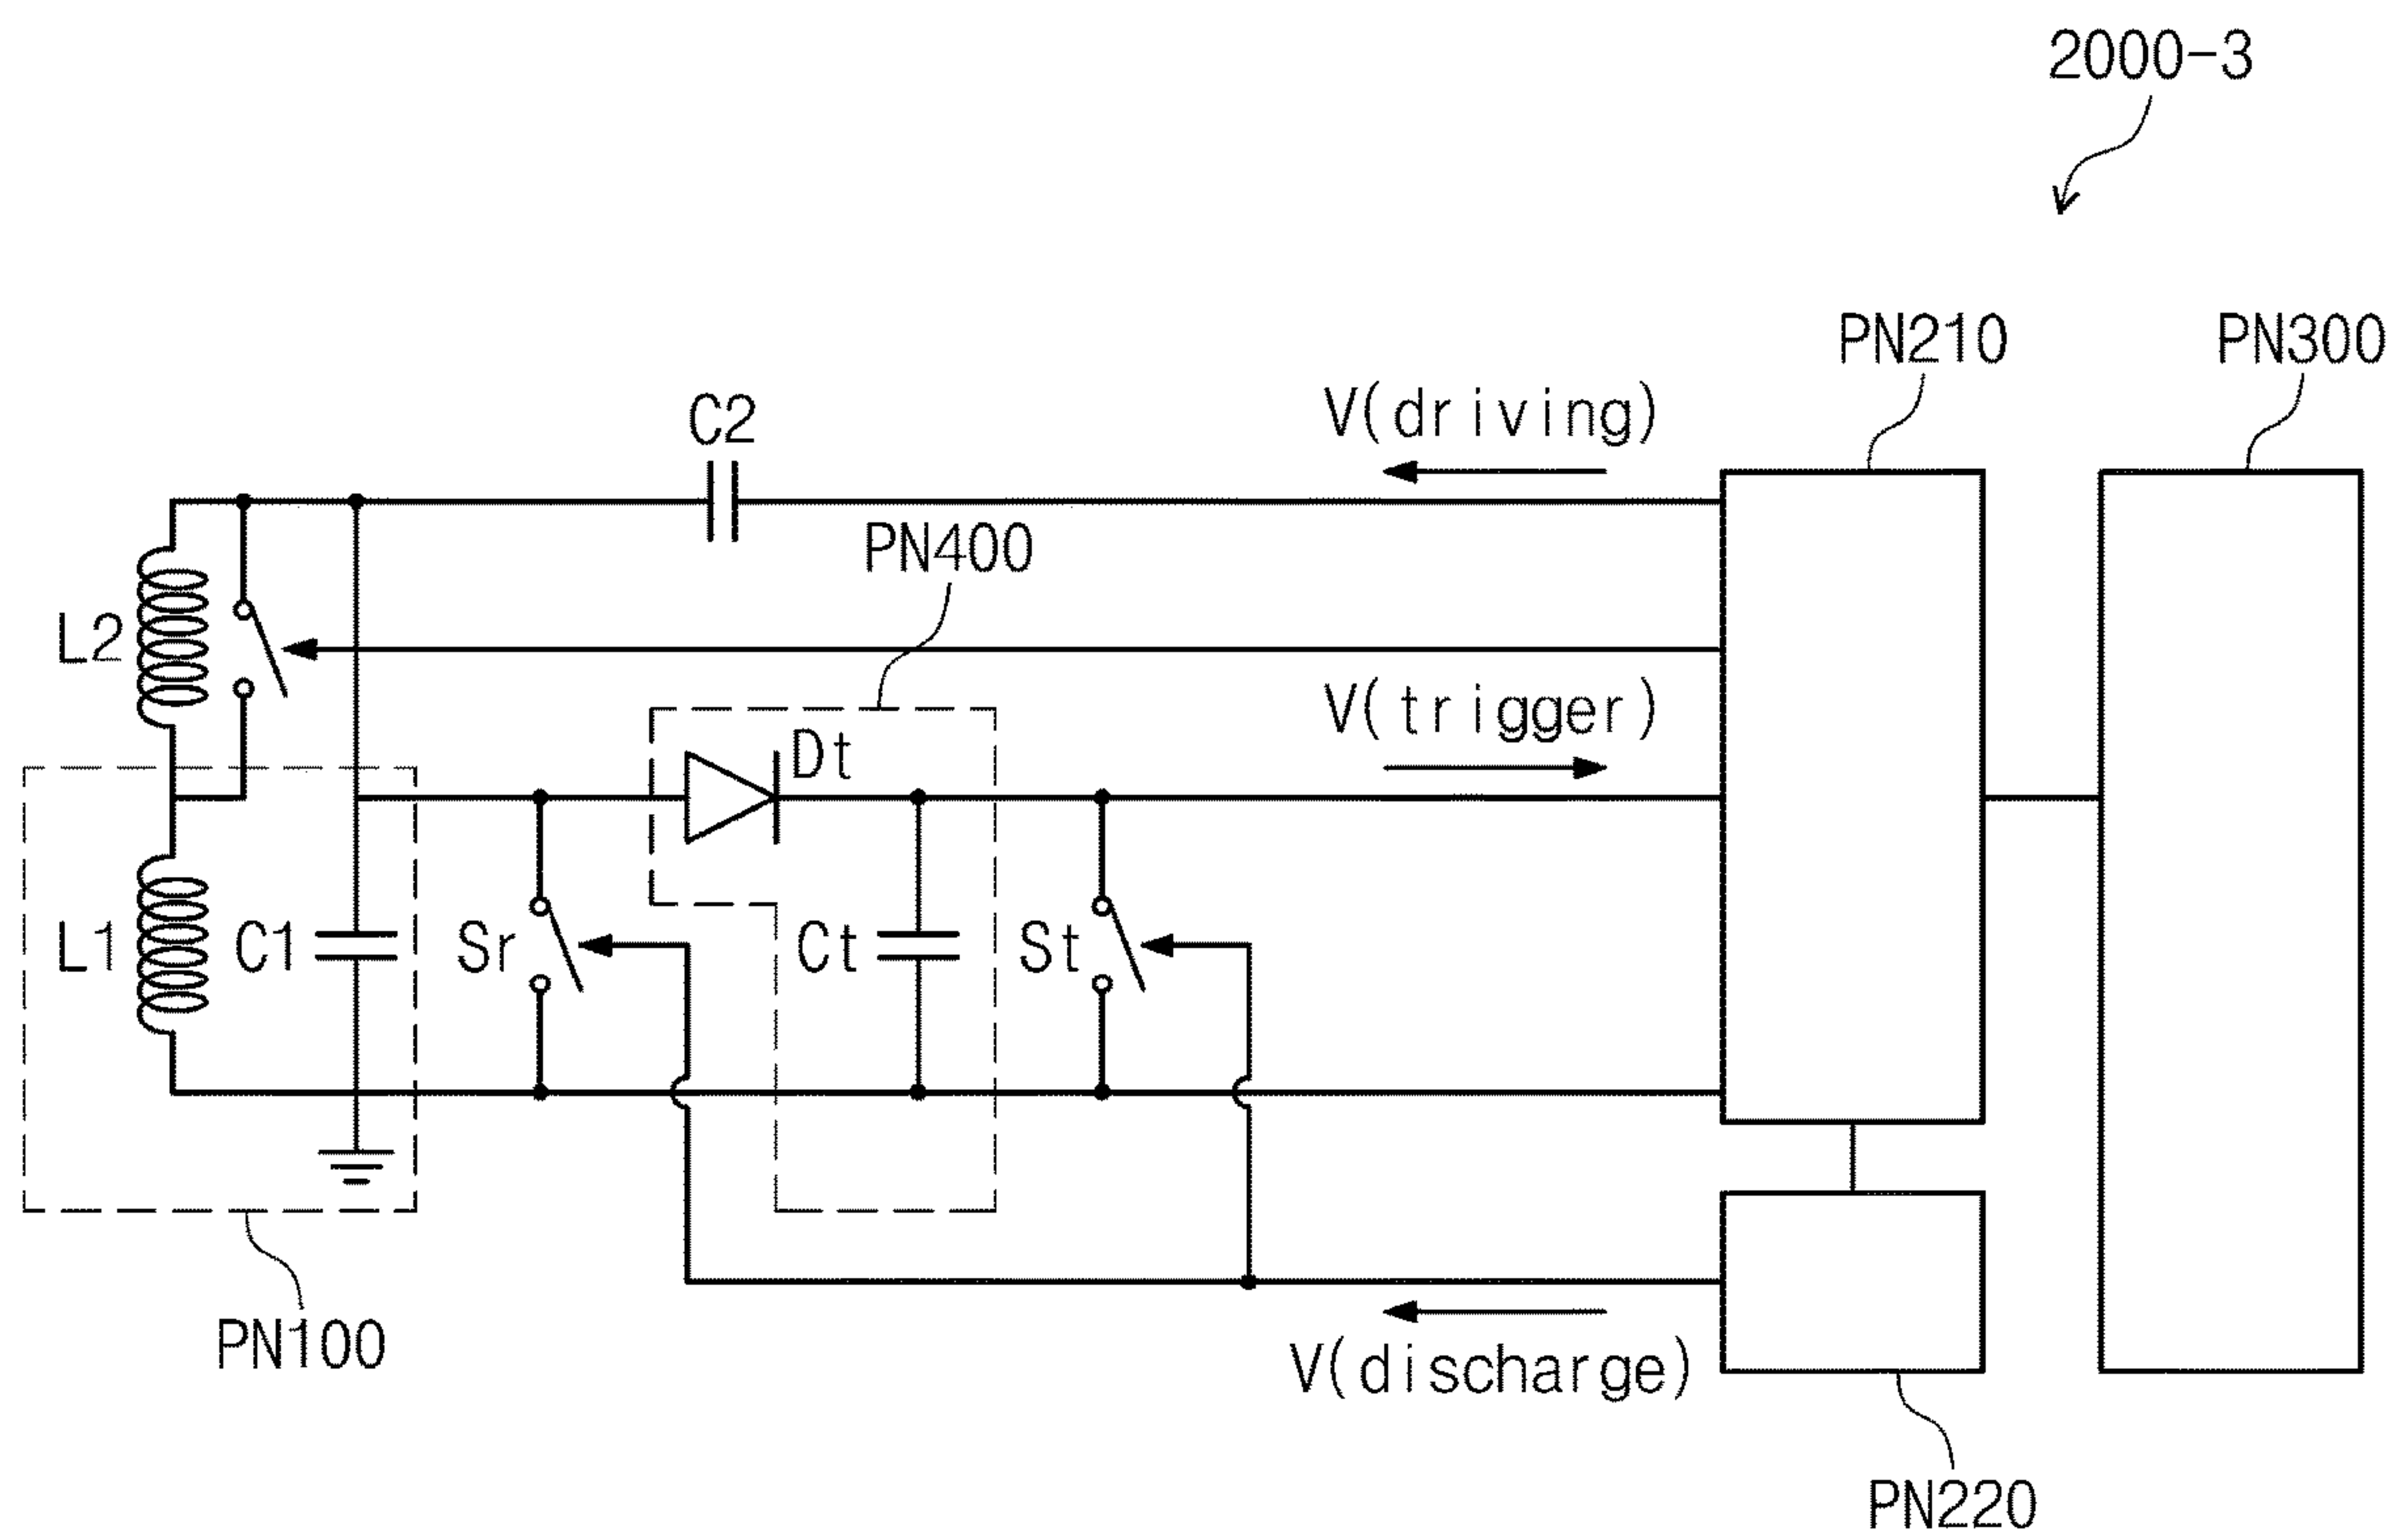 2000-3
PN210
PN300
C2
V(driving)
PN400
L2
V(trigger)
Dt
L1
C1
Sr
Ct
St
PN100
V(discharge)
PN220